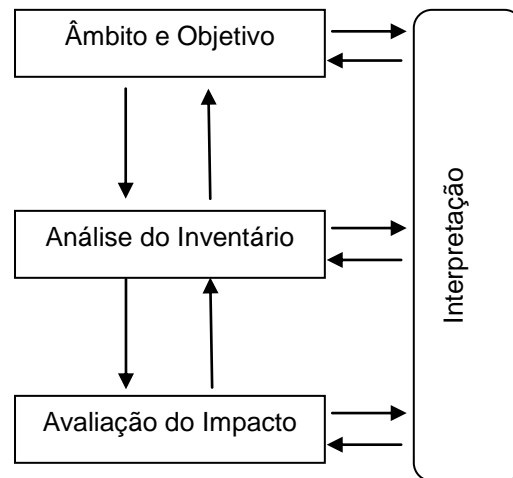 Âmbito e Objetivo
Análise do Inventário
Avaliação do Impacto
Interpretação